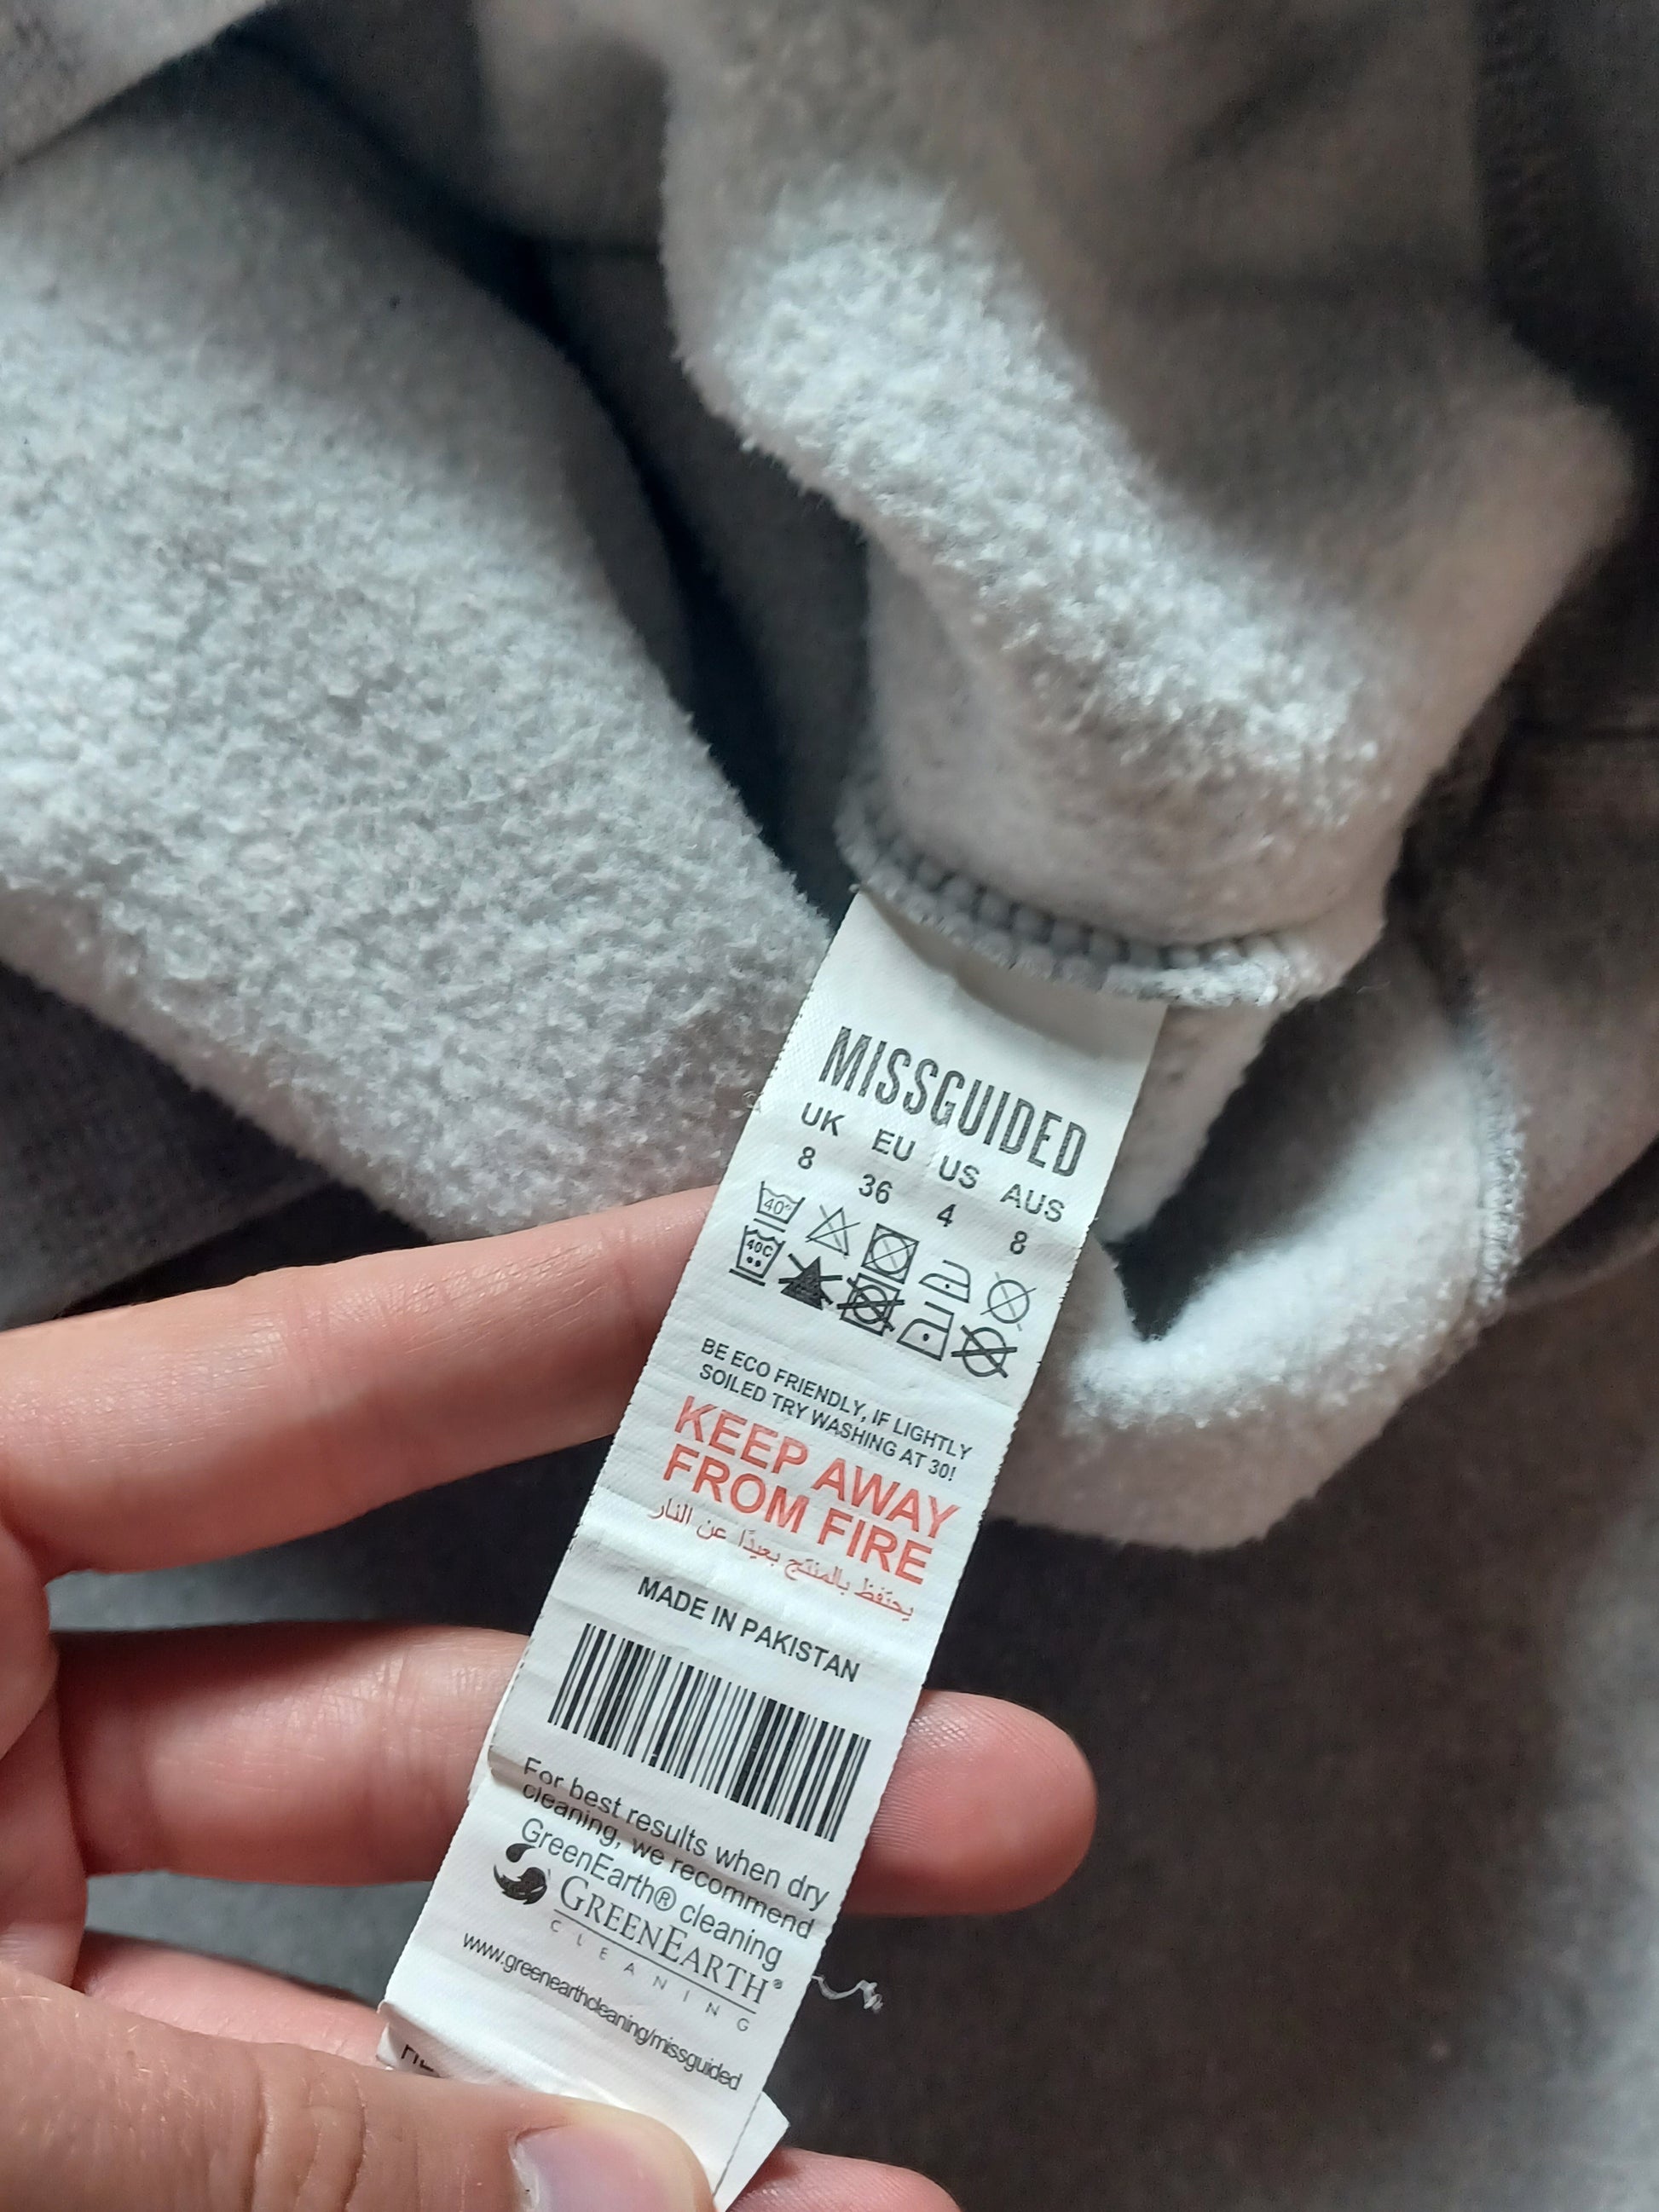 MISSGUIDED
UK EU US AUS
8 36 4 8
40°
40C
BE ECO FRIENDLY, IF LIGHTLY
SOILED TRY WASHING AT 30!
KEEP AWAY
FROM FIRE
يحتفظ بالمنتج بعيدًا عن النار
MADE IN PAKISTAN
For best results when dry
cleaning, we recommend
GreenEarth® cleaning
GREENEARTH®
CLEANING
www.greenearthcleaning/missguided